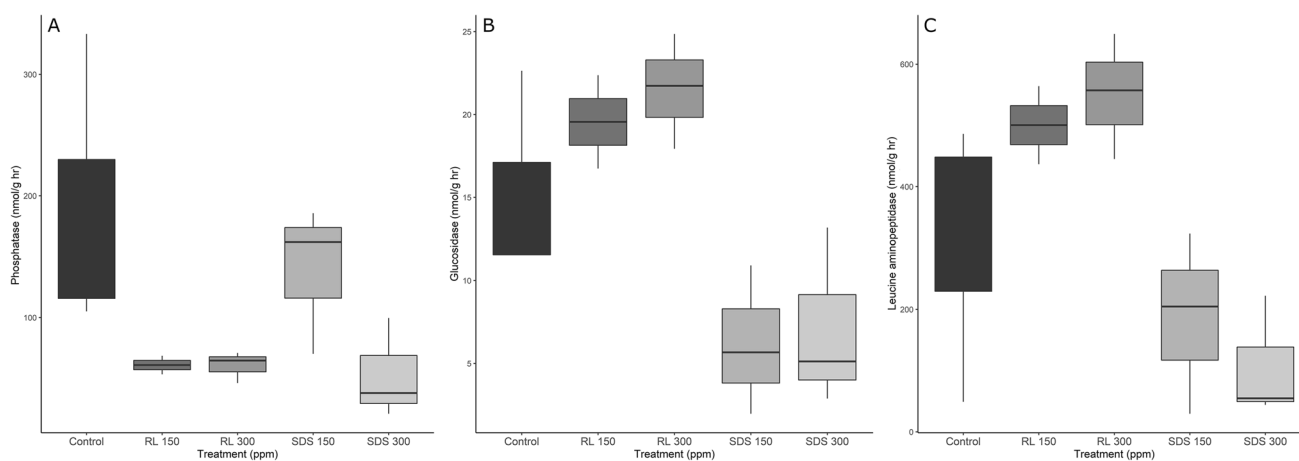 A
Phosphatase (nmol/g hr)
300
200
100
Control
RL 150
RL 300
SDS 150
SDS 300
Treatment (ppm)
B
Glucosidase (nmol/g hr)
25
20
15
10
5
Control
RL 150
RL 300
SDS 150
SDS 300
Treatment (ppm)
C
Leucine aminopeptidase (nmol/g hr)
600
400
200
0
Control
RL 150
RL 300
SDS 150
SDS 300
Treatment (ppm)